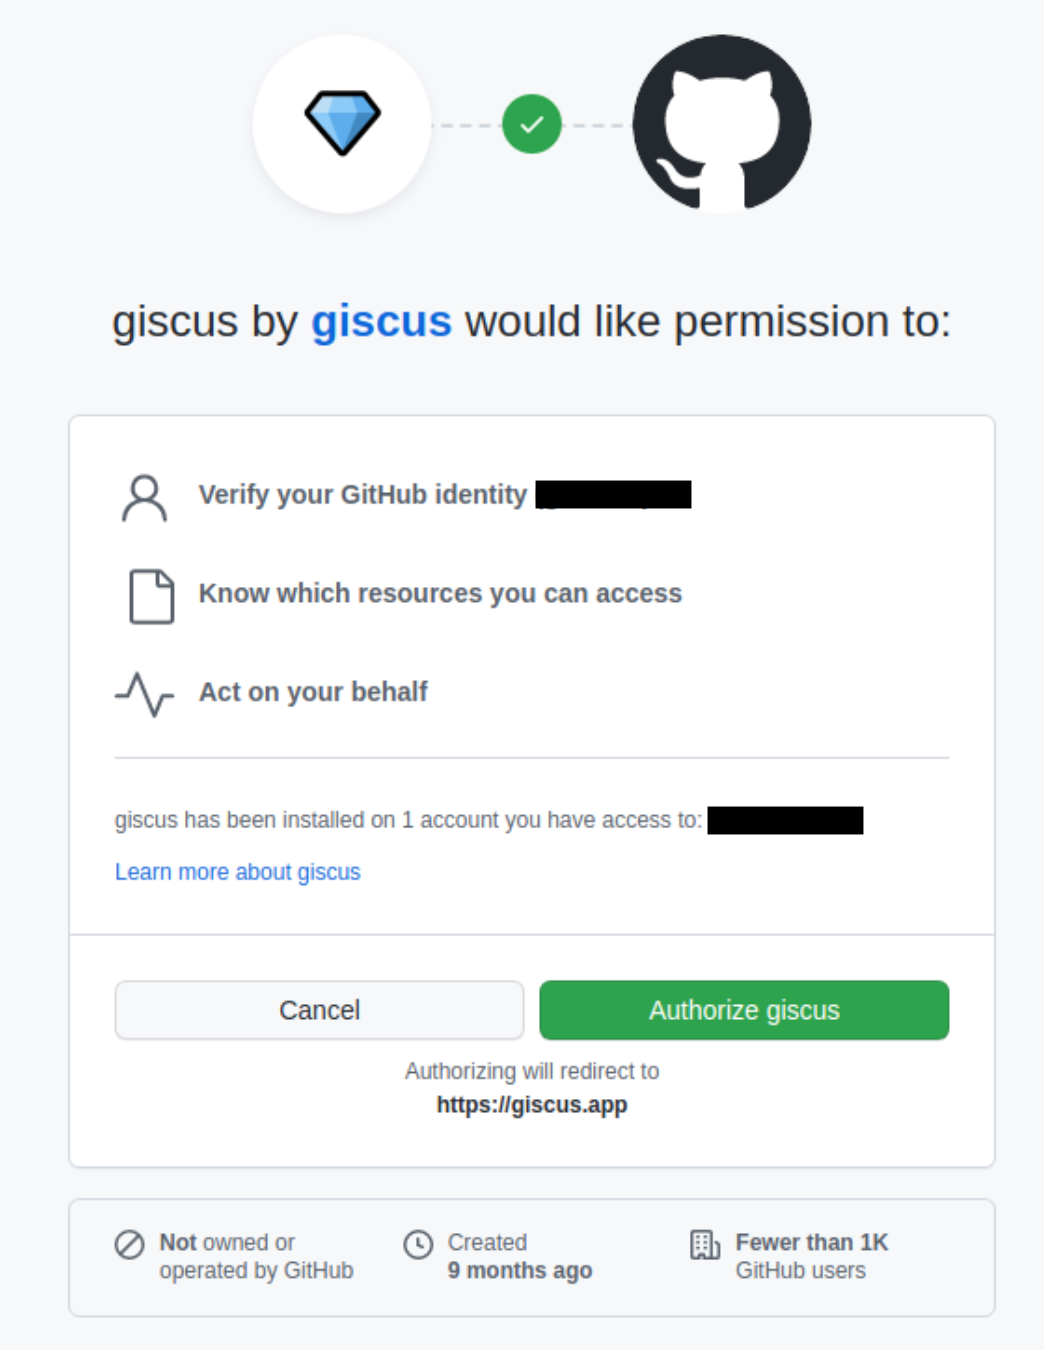 giscus by giscus would like permission to:
Verify your GitHub identity
Know which resources you can access
Act on your behalf
giscus has been installed on 1 account you have access to:
Learn more about giscus
Cancel
Authorize giscus
Authorizing will redirect to
https://giscus.app
Not owned or
operated by GitHub
Created
9 months ago
Fewer than 1K
GitHub users